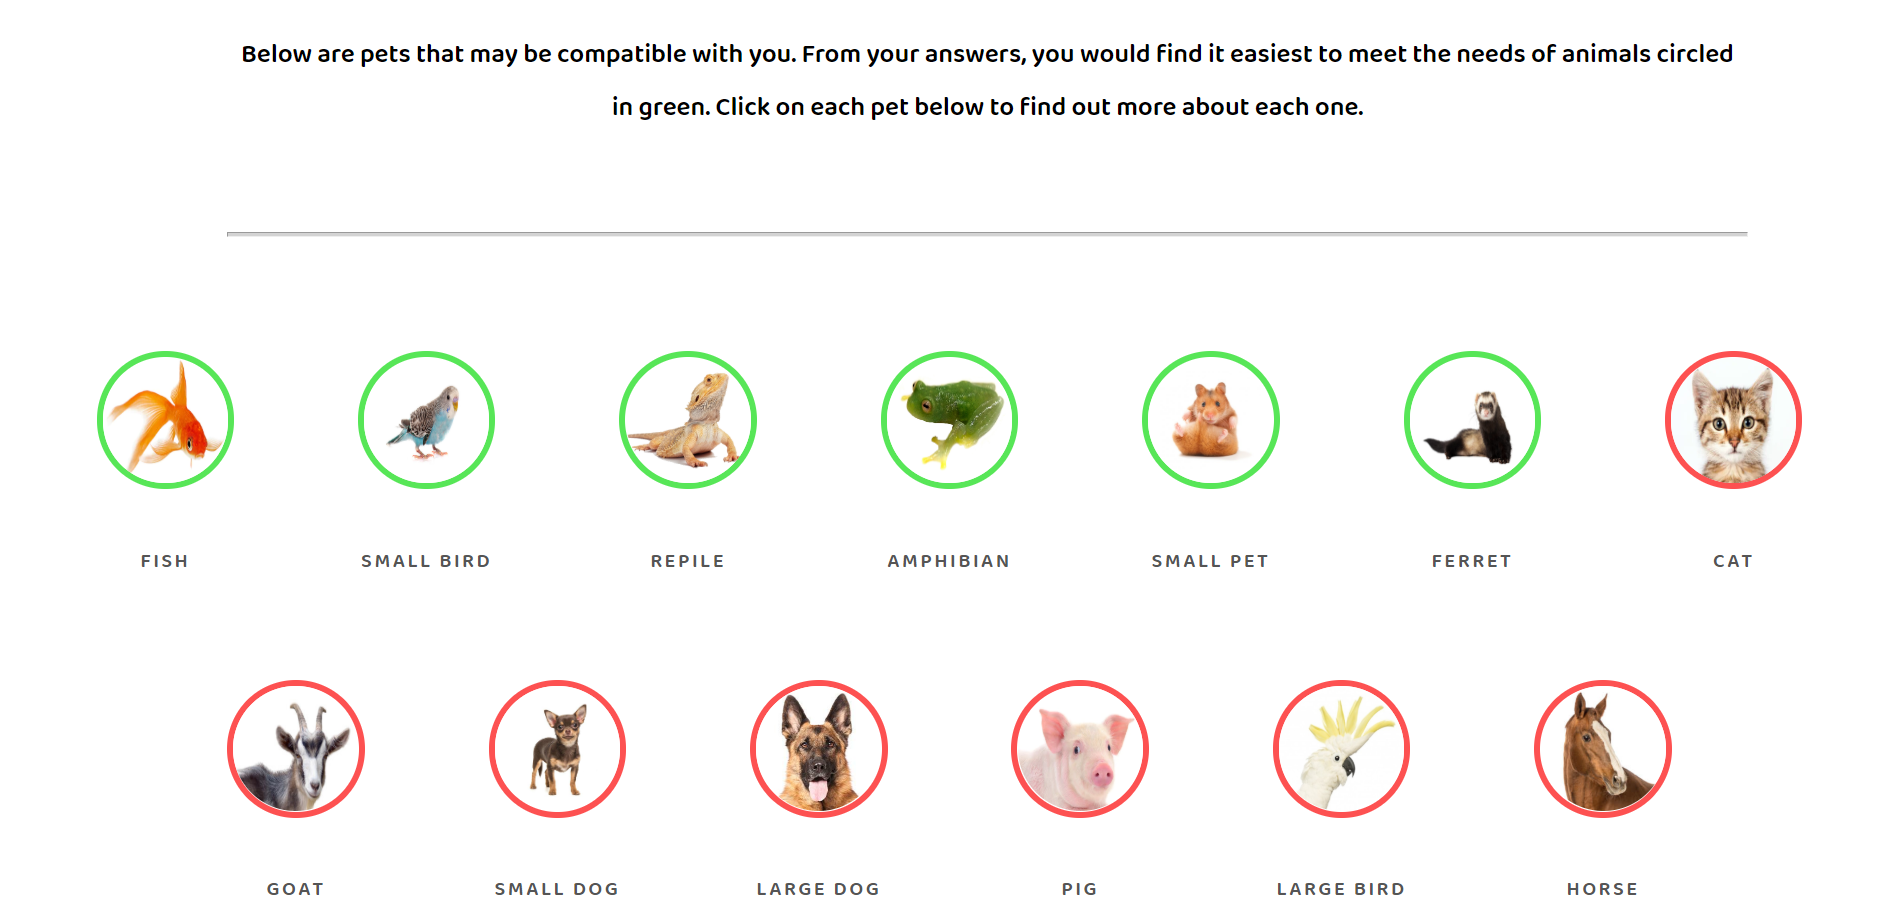 Below are pets that may be compatible with you. From your answers, you would find it easiest to meet the needs of animals circled
in green. Click on each pet below to find out more about each one.
FISH
SMALL BIRD
REPILE
AMPHIBIAN
SMALL PET
FERRET
CAT
GOAT
SMALL DOG
LARGE DOG
PIG
LARGE BIRD
HORSE